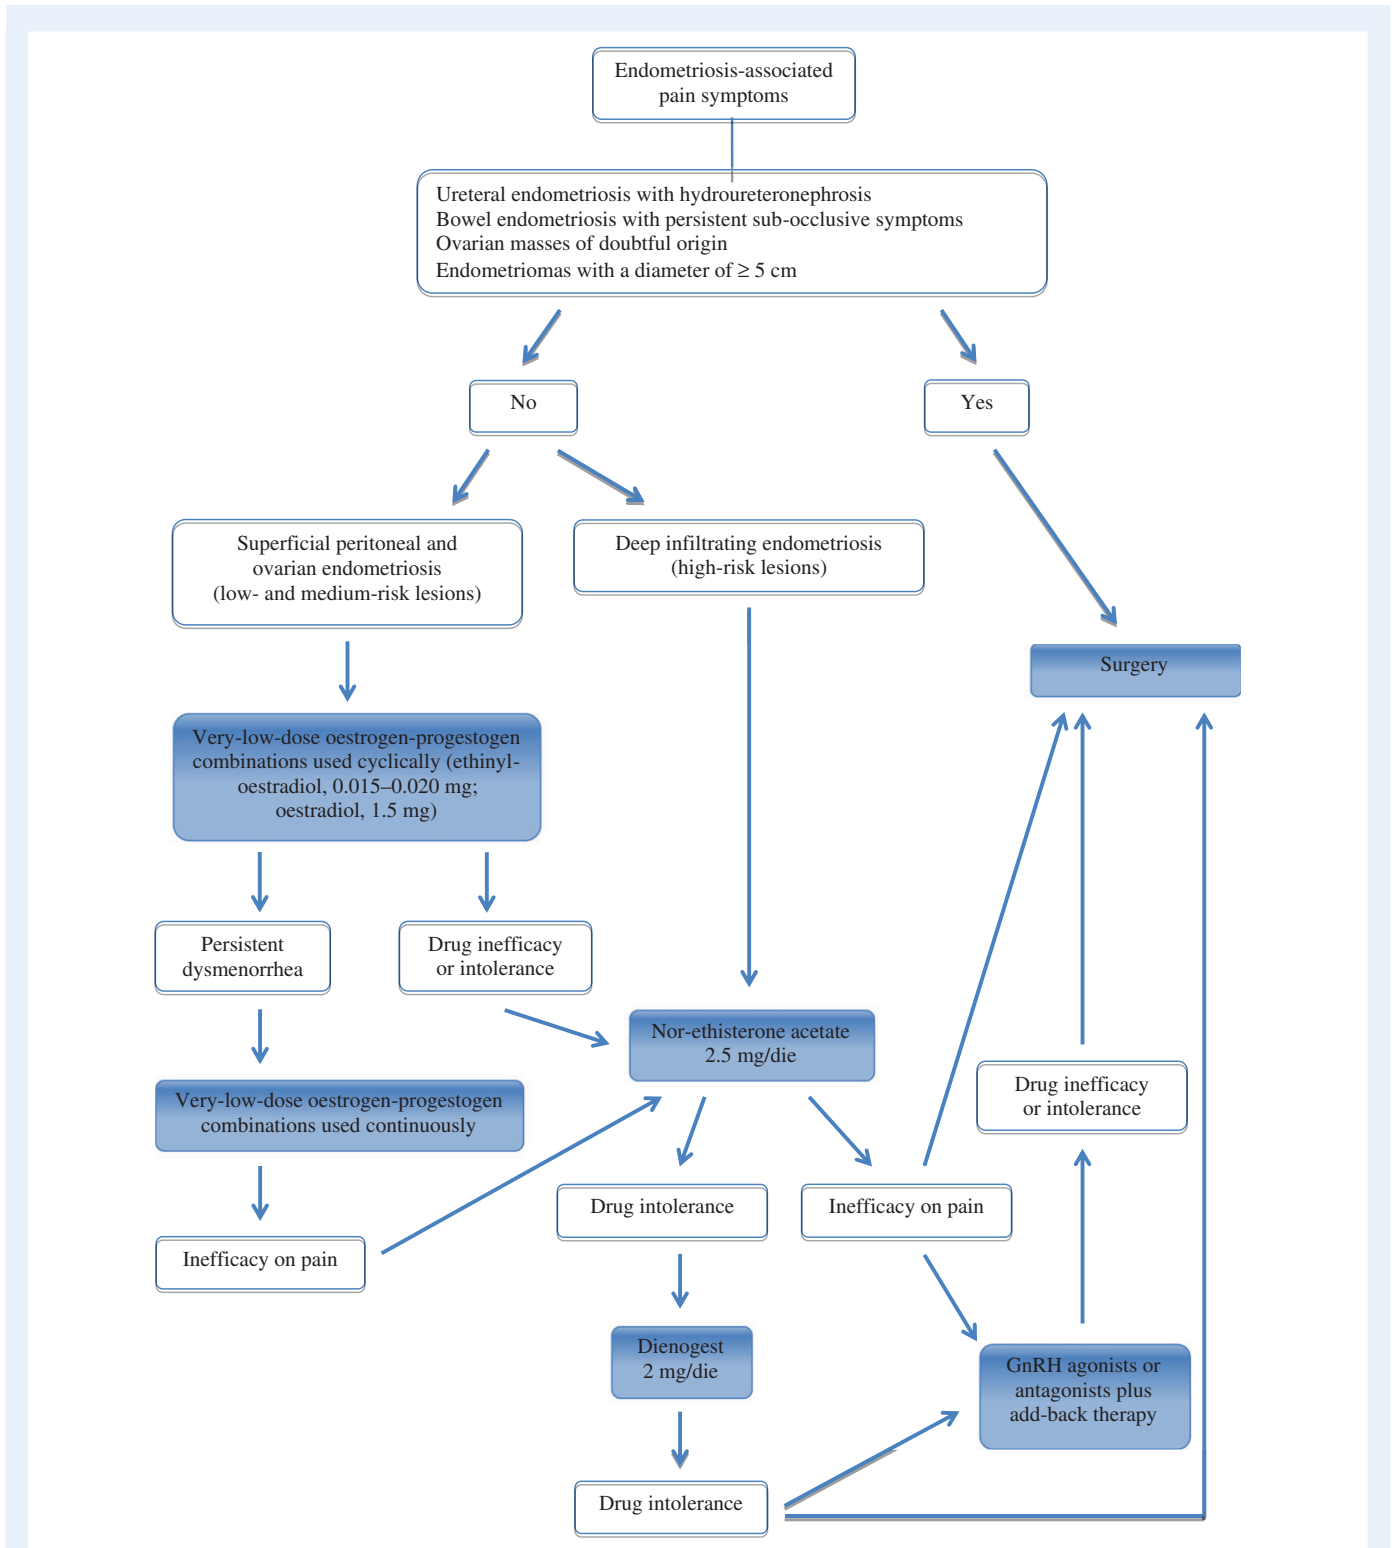 Endometriosis-associated
pain symptoms
Ureteral endometriosis with hydroureteronephrosis
Bowel endometriosis with persistent sub-occlusive symptoms
Ovarian masses of doubtful origin
Endometriomas with a diameter of ≥ 5 cm
No
Yes
Superficial peritoneal and
ovarian endometriosis
(low- and medium-risk lesions)
Deep infiltrating endometriosis
(high-risk lesions)
Surgery
Very-low-dose oestrogen-progestogen
combinations used cyclically (ethinyl-
oestradiol, 0.015–0.020 mg;
oestradiol, 1.5 mg)
Persistent
dysmenorrhea
Drug inefficacy
or intolerance
Nor-ethisterone acetate
2.5 mg/die
Drug inefficacy
or intolerance
Very-low-dose oestrogen-progestogen
combinations used continuously
Drug intolerance
Inefficacy on pain
Inefficacy on pain
Dienogest
2 mg/die
GnRH agonists or
antagonists plus
add-back therapy
Drug intolerance